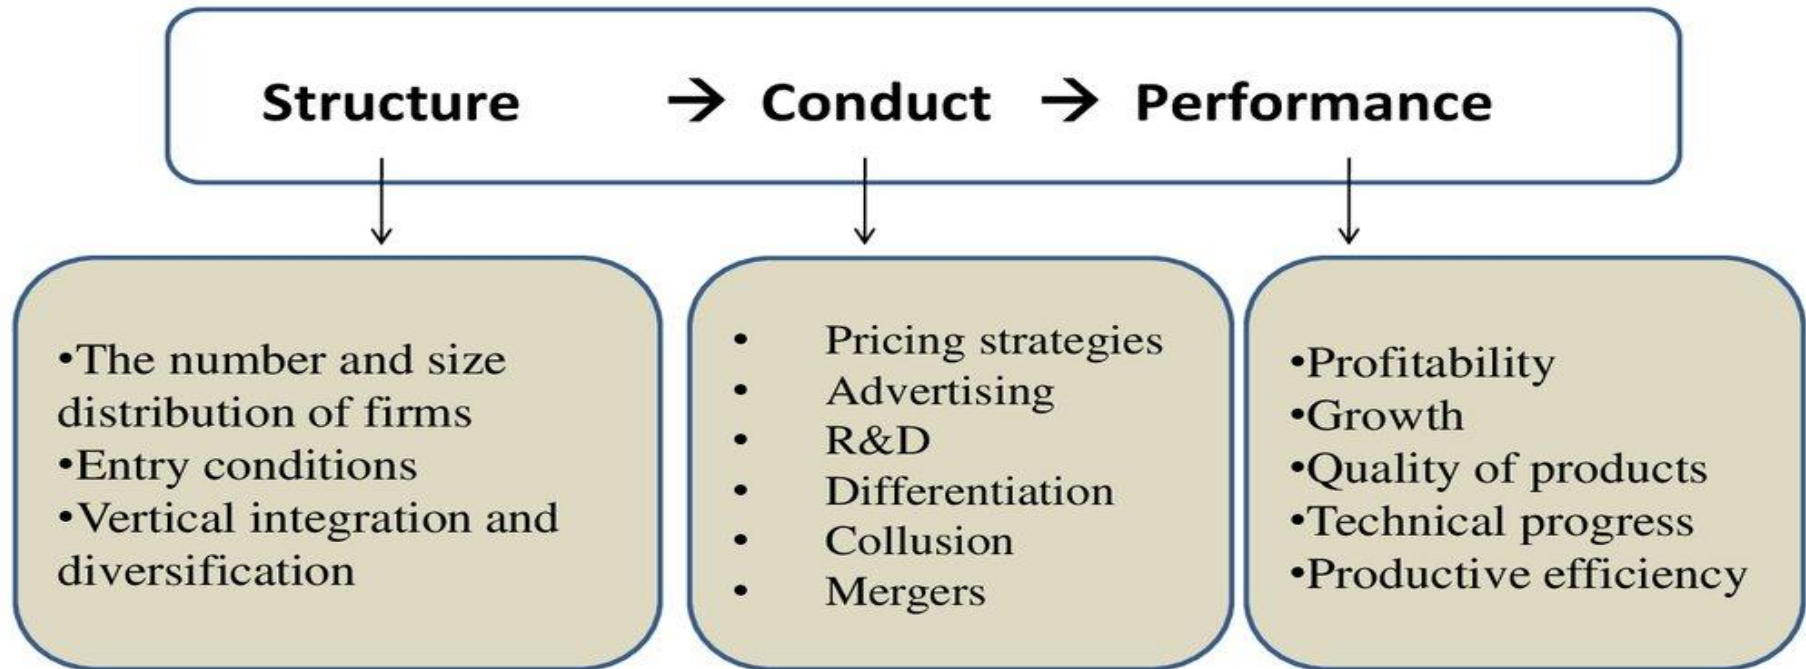 Structure → Conduct → Performance
•The number and size
distribution of firms
•Entry conditions
•Vertical integration and
diversification
• Pricing strategies
• Advertising
• R&D
• Differentiation
• Collusion
• Mergers
•Profitability
•Growth
•Quality of products
•Technical progress
•Productive efficiency